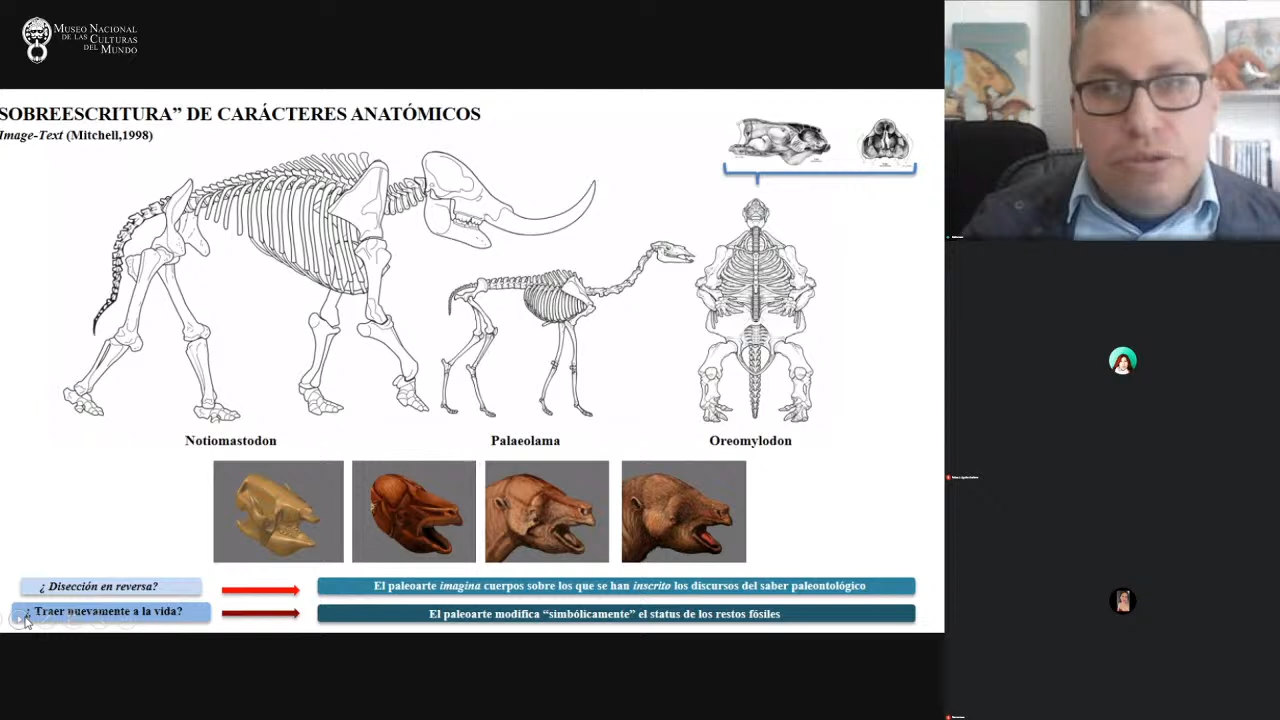 MUSEO NACIONAL
DE LAS CULTURAS
DEL MUNDO
SOBREESCRITURA” DE CARÁCTERES ANATÓMICOS
Image-Text (Mitchell,1998)
Notiomastodon
Palaeolama
Oreomylodon
¿ Disección en reversa?
El paleoarte imagina cuerpos sobre los que se han inscrito los discursos del saber paleontológico
¿ Traer nuevamente a la vida?
El paleoarte modifica “simbólicamente” el status de los restos fósiles